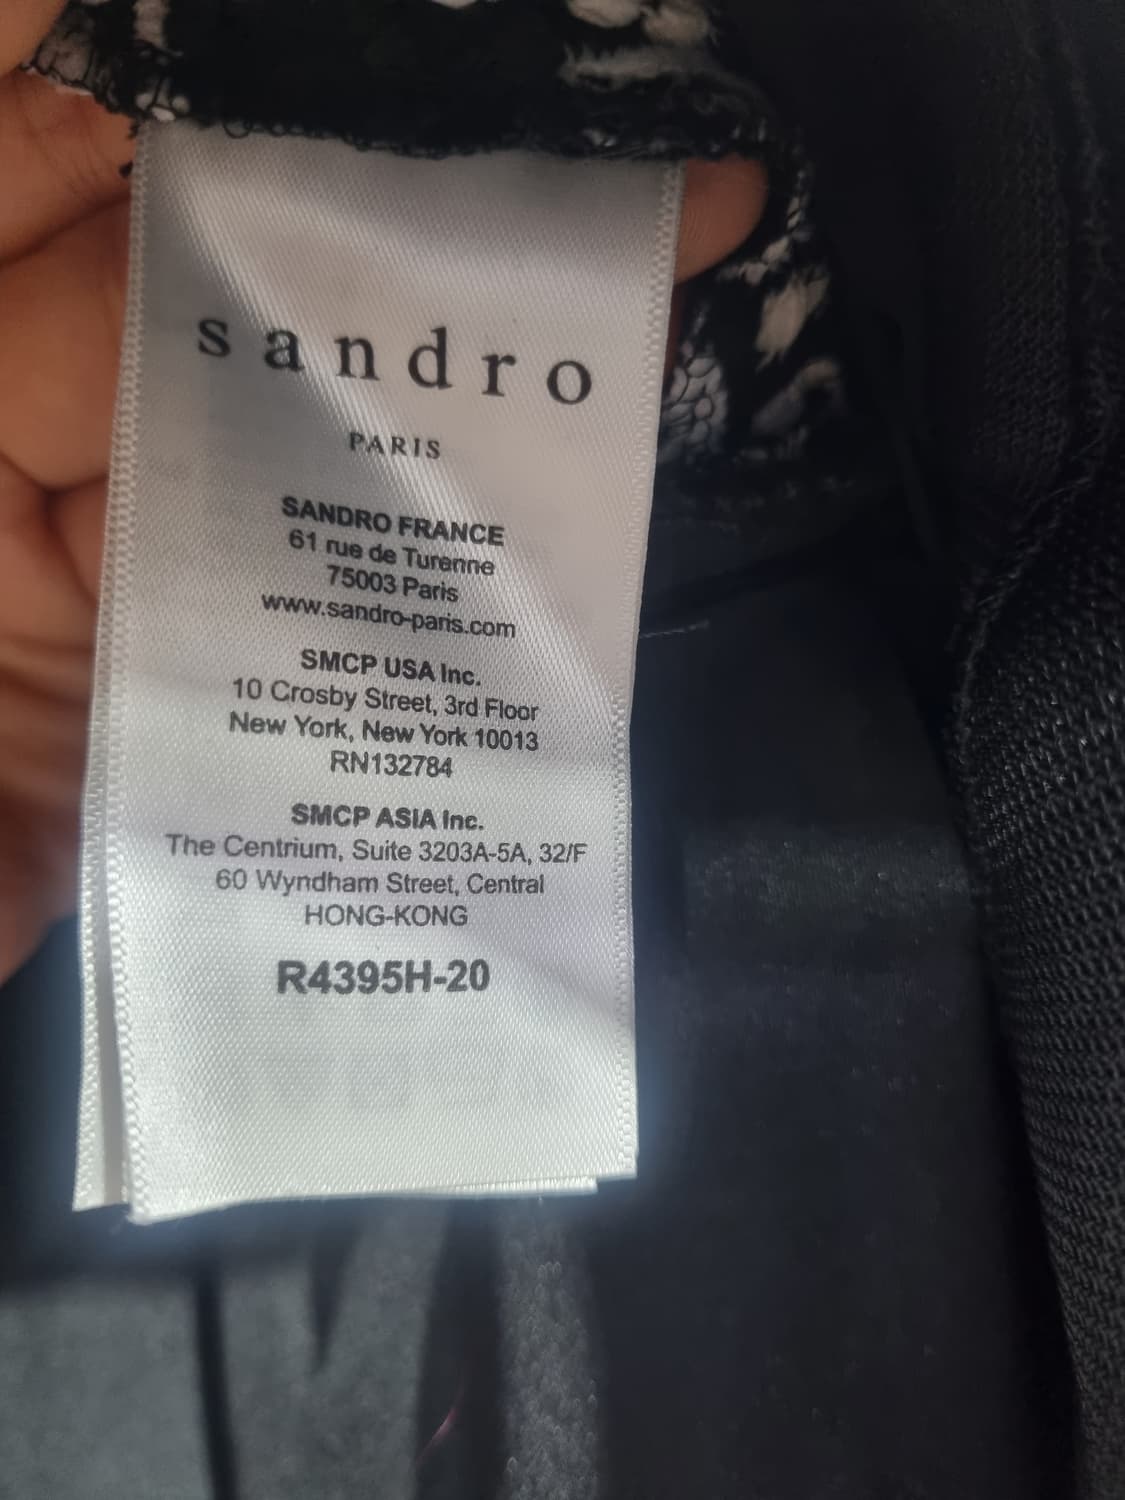 sandro
PARIS
SANDRO FRANCE
61 rue de Turenne
75003 Paris
www.sandro-paris.com
SMCP USA Inc.
10 Crosby Street, 3rd Floor
New York, New York 10013
RN132784
SMCP ASIA Inc.
The Centrium, Suite 3203A-5A, 32/F
60 Wyndham Street, Central
HONG-KONG
R4395H-20